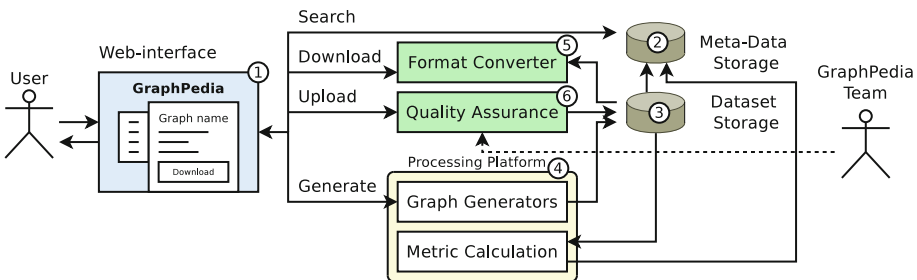 User
Web-interface
1
GraphPedia
Graph name
Download
Search
Download
Upload
Generate
Format Converter
5
Quality Assurance
6
Processing Platform
4
Graph Generators
Metric Calculation
2
Meta-Data
Storage
3
Dataset
Storage
GraphPedia
Team